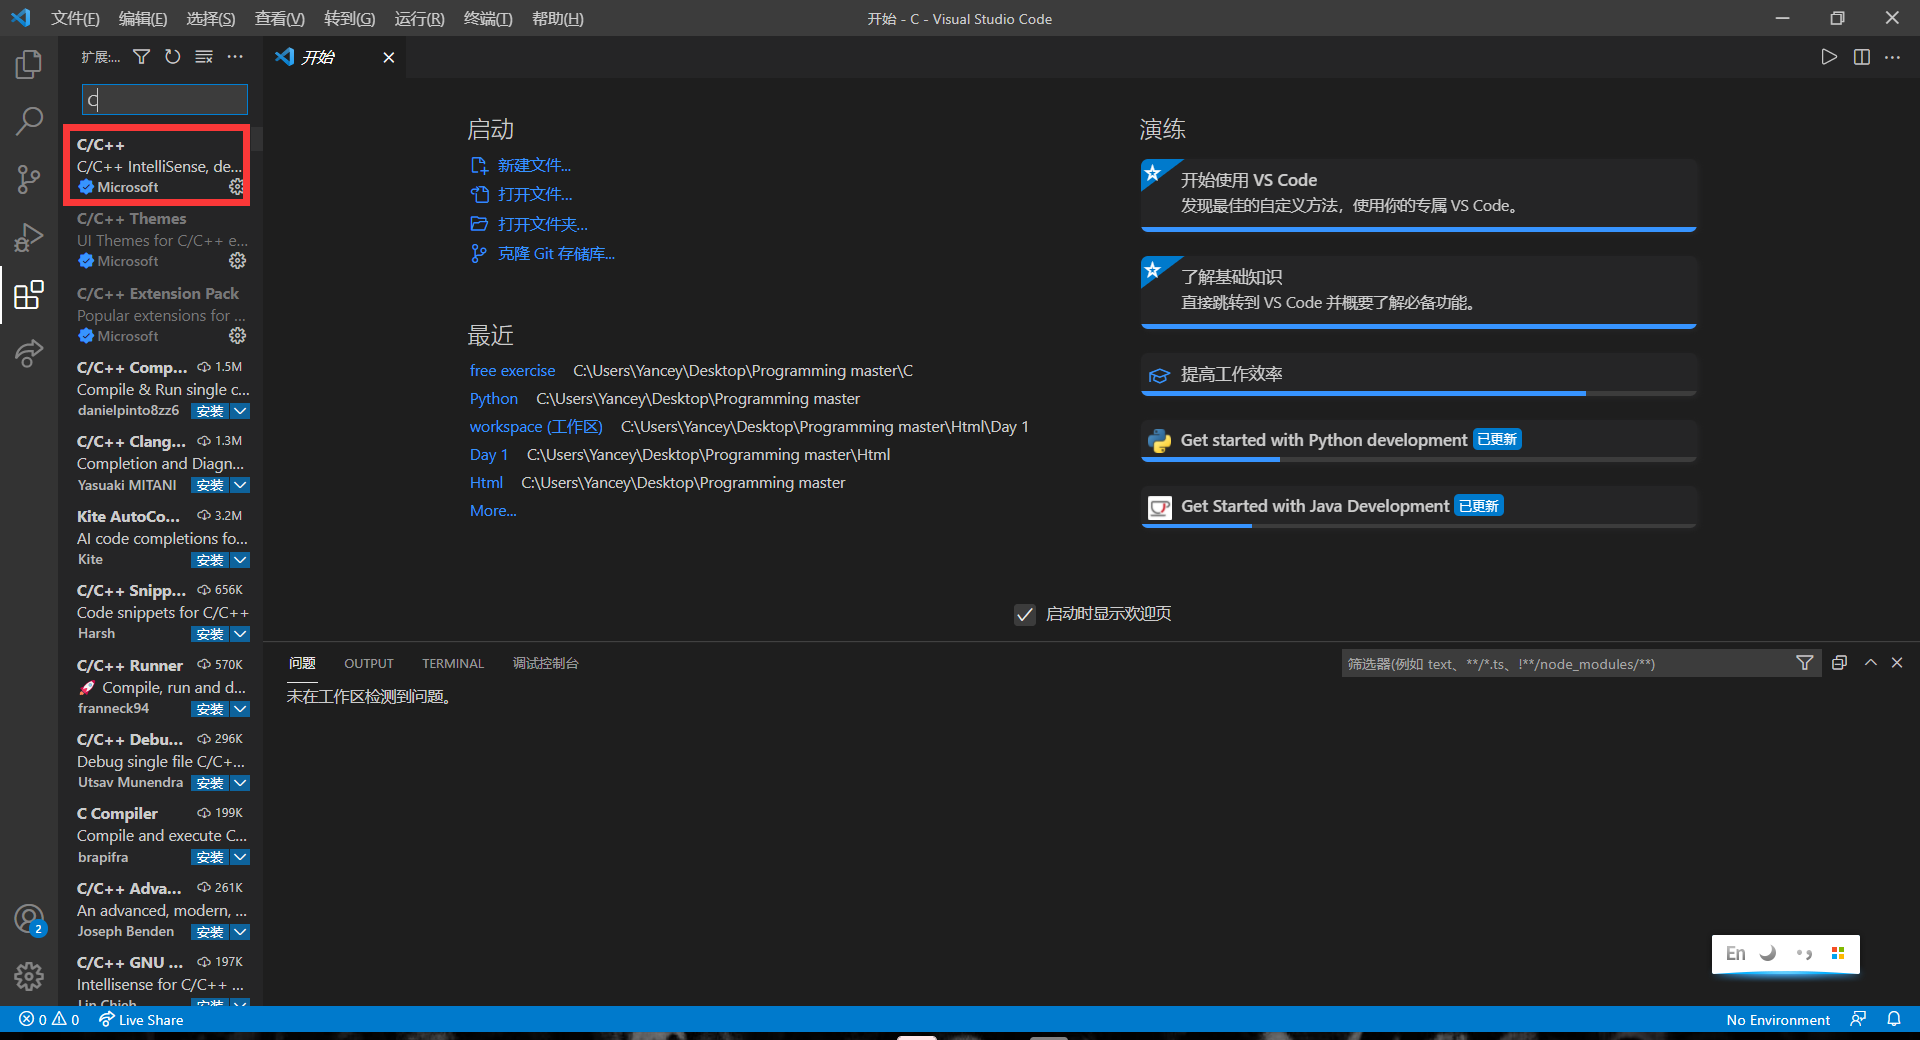 文件(F) 编辑(E) 选择(S) 查看(V) 转到(G) 运行(R) 终端(T) 帮助(H)
开始 - C - Visual Studio Code
扩展:...
C
C/C++
C/C++ IntelliSense, de...
Microsoft
C/C++ Themes
UI Themes for C/C++ e...
Microsoft
C/C++ Extension Pack
Popular extensions for ...
Microsoft
C/C++ Comp... 1.5M
Compile & Run single c...
danielpinto8zz6 安装
C/C++ Clang... 1.3M
Completion and Diagn...
Yasuaki MITANI 安装
Kite AutoCo... 3.2M
AI code completions fo...
Kite 安装
C/C++ Snipp... 656K
Code snippets for C/C++
Harsh 安装
C/C++ Runner 570K
🚀 Compile, run and d...
franneck94 安装
C/C++ Debu... 296K
Debug single file C/C+...
Utsav Munendra 安装
C Compiler 199K
Compile and execute C...
brapifra 安装
C/C++ Adva... 261K
An advanced, modern, ...
Joseph Benden 安装
C/C++ GNU ... 197K
Intellisense for C/C++ ...
Lin Chieh 安装
2
开始
启动
新建文件...
打开文件...
打开文件夹...
克隆 Git 存储库...
最近
free exercise C:\Users\Yancey\Desktop\Programming master\C
Python C:\Users\Yancey\Desktop\Programming master
workspace (工作区) C:\Users\Yancey\Desktop\Programming master\Html\Day 1
Day 1 C:\Users\Yancey\Desktop\Programming master\Html
Html C:\Users\Yancey\Desktop\Programming master
More...
演练
开始使用 VS Code
发现最佳的自定义方法，使用你的专属 VS Code。
了解基础知识
直接跳转到 VS Code 并概要了解必备功能。
提高工作效率
Get started with Python development 已更新
Get Started with Java Development 已更新
启动时显示欢迎页
问题 OUTPUT TERMINAL 调试控制台
筛选器(例如 text、**/*.ts、!**/node_modules/**)
未在工作区检测到问题。
En
0 0 Live Share
No Environment